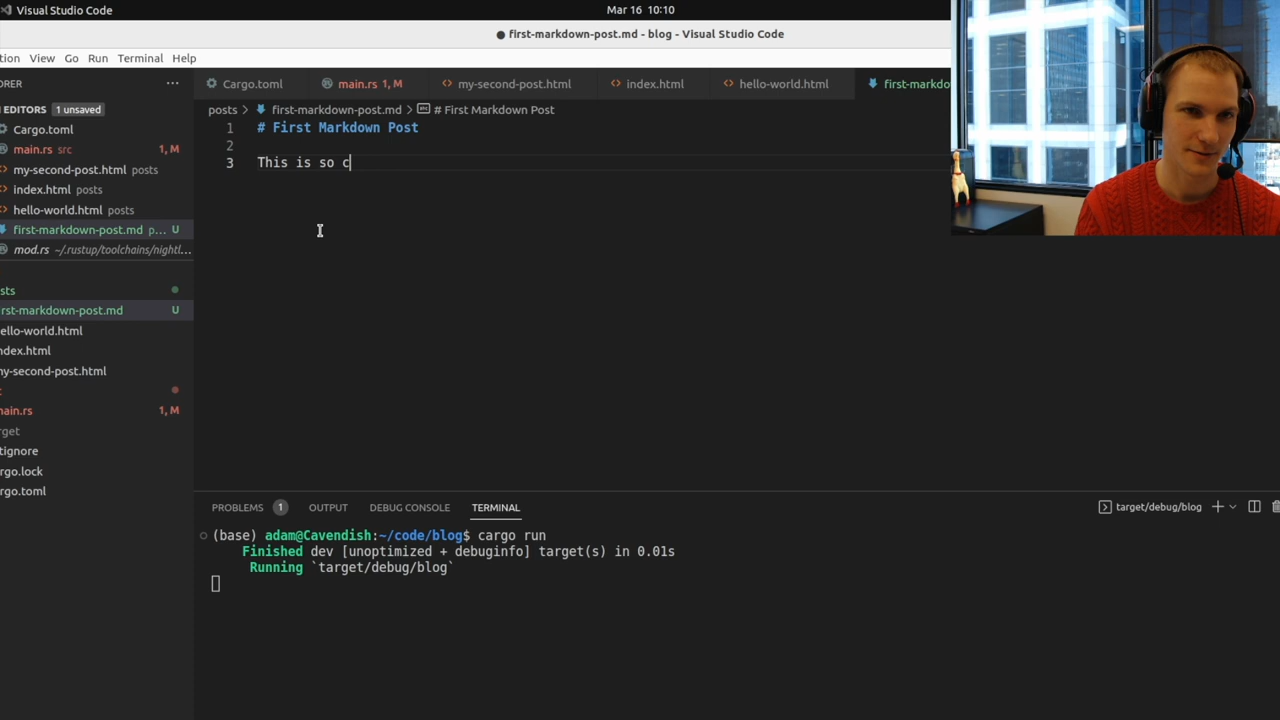 Visual Studio Code
Mar 16 10:10
first-markdown-post.md - blog - Visual Studio Code
tion View Go Run Terminal Help
ORER
EDITORS 1 unsaved
Cargo.toml
main.rs src 1, M
my-second-post.html posts
index.html posts
hello-world.html posts
first-markdown-post.md p... U
mod.rs ~/.rustup/toolchains/nightl...
sts
rst-markdown-post.md U
ello-world.html
ndex.html
ny-second-post.html
c
main.rs 1, M
rget
itignore
rgo.lock
rgo.toml
Cargo.toml main.rs 1, M my-second-post.html index.html hello-world.html first-markdo
posts > first-markdown-post.md > # First Markdown Post
1 # First Markdown Post
2
3 This is so c
PROBLEMS 1 OUTPUT DEBUG CONSOLE TERMINAL
target/debug/blog
(base) adam@Cavendish:~/code/blog$ cargo run
Finished dev [unoptimized + debuginfo] target(s) in 0.01s
Running `target/debug/blog`